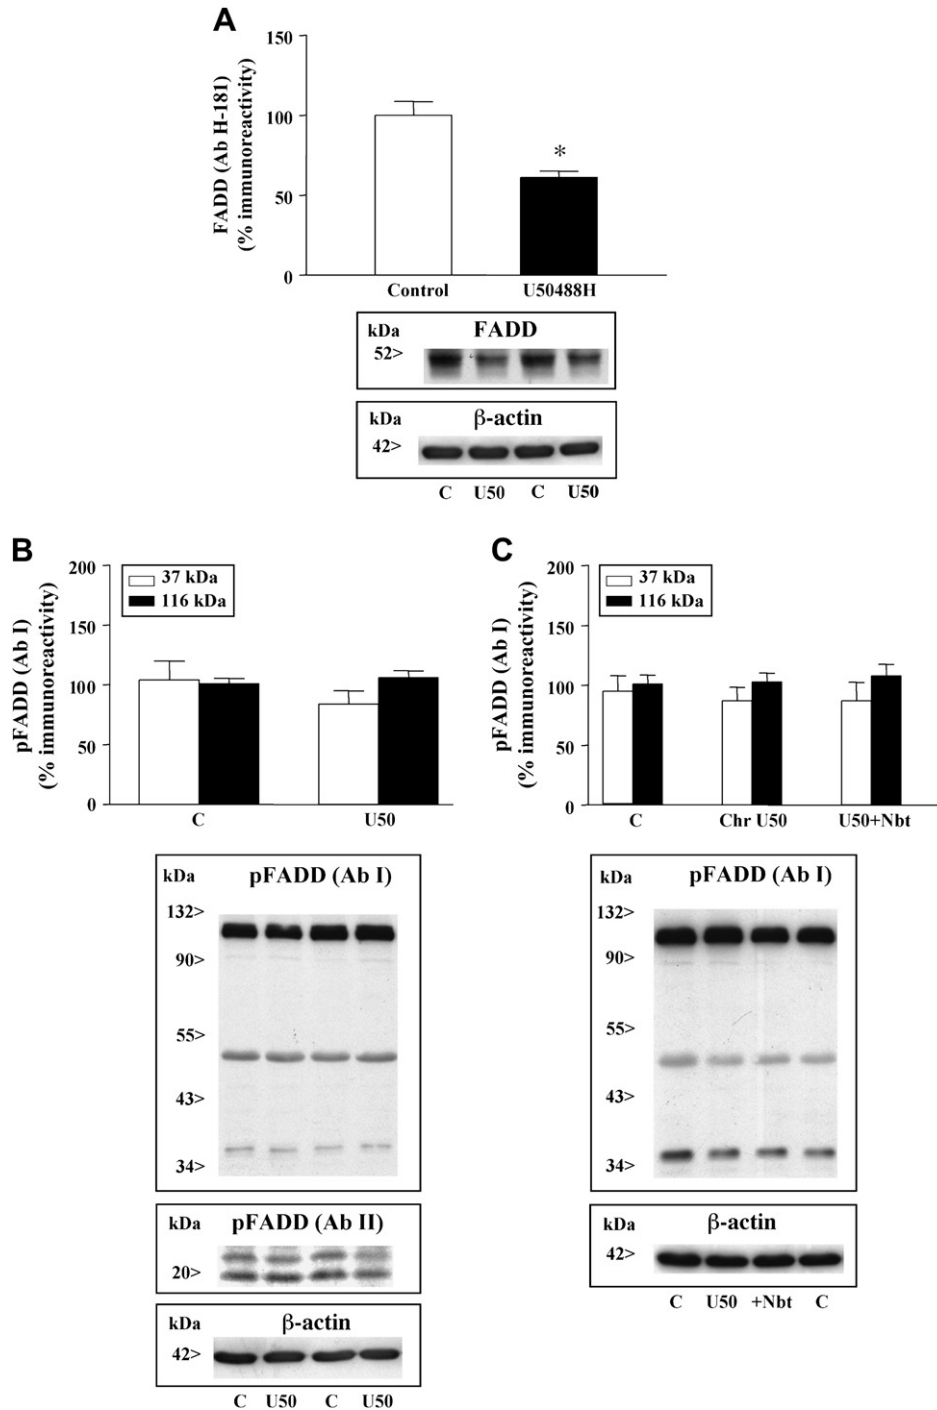 A
FADD (Ab H-181)
(% immunoreactivity)
150
100
50
0
Control U50488H
kDa FADD
52>
kDa β-actin
42>
C U50 C U50
B
pFADD (Ab I)
(% immunoreactivity)
200
150
100
50
0
37 kDa
116 kDa
C U50
kDa pFADD (Ab I)
132>
90>
55>
43>
34>
kDa pFADD (Ab II)
20>
kDa β-actin
42>
C U50 C U50
C
pFADD (Ab I)
(% immunoreactivity)
200
150
100
50
0
37 kDa
116 kDa
C Chr U50 U50+Nbt
kDa pFADD (Ab I)
132>
90>
55>
43>
34>
kDa β-actin
42>
C U50 +Nbt C